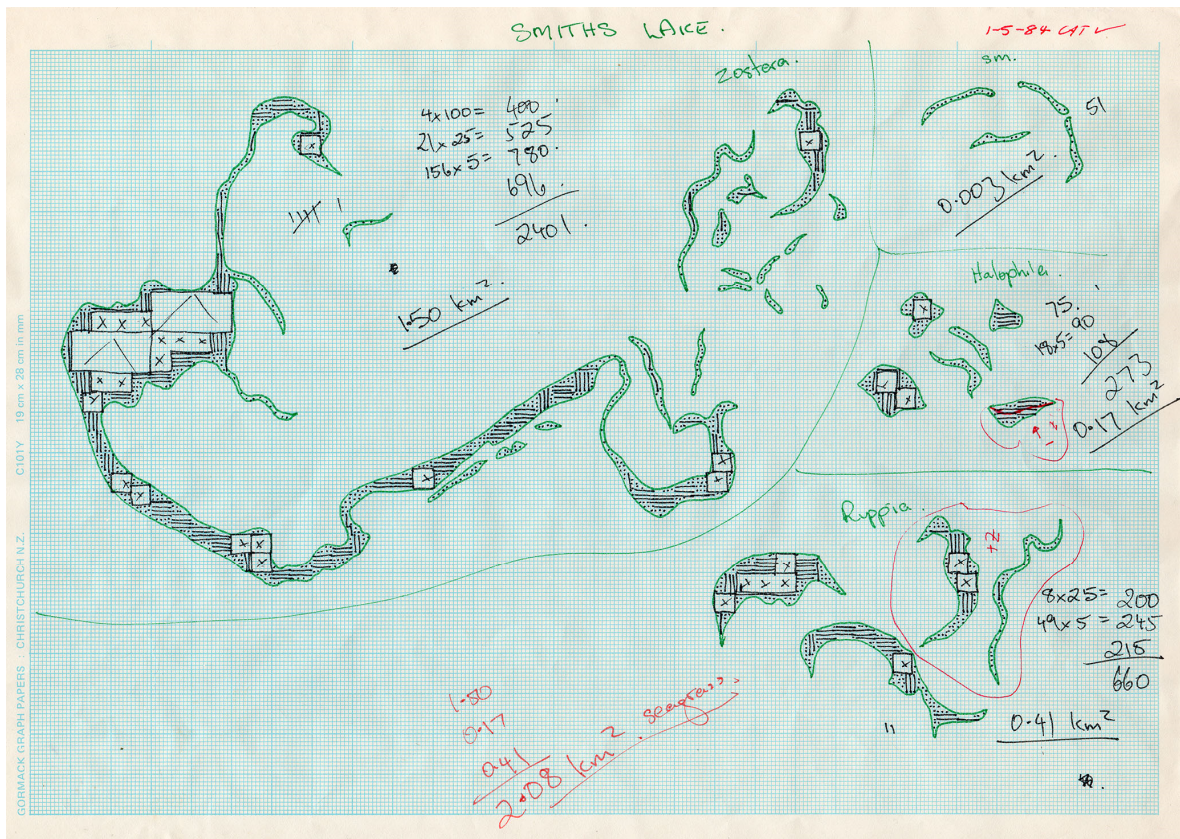 SMITHS LAKE.
1-5-84 CAT ✓
Zostera.
4x100= 400
21x25= 525
156x5= 780.
696.
2401.
1.50 km².
sm.
51
0.003 km².
Halophila.
75.
18x5= 90
108
273
0.17 km²
Ruppia.
+Z
8x25= 200
49x5= 245
215
660
0.41 km²
1.50
0.17
0.41
2.08 km². seagrass.
GORMACK GRAPH PAPERS : CHRISTCHURCH N.Z. C101Y 19 cm x 28 cm in mm